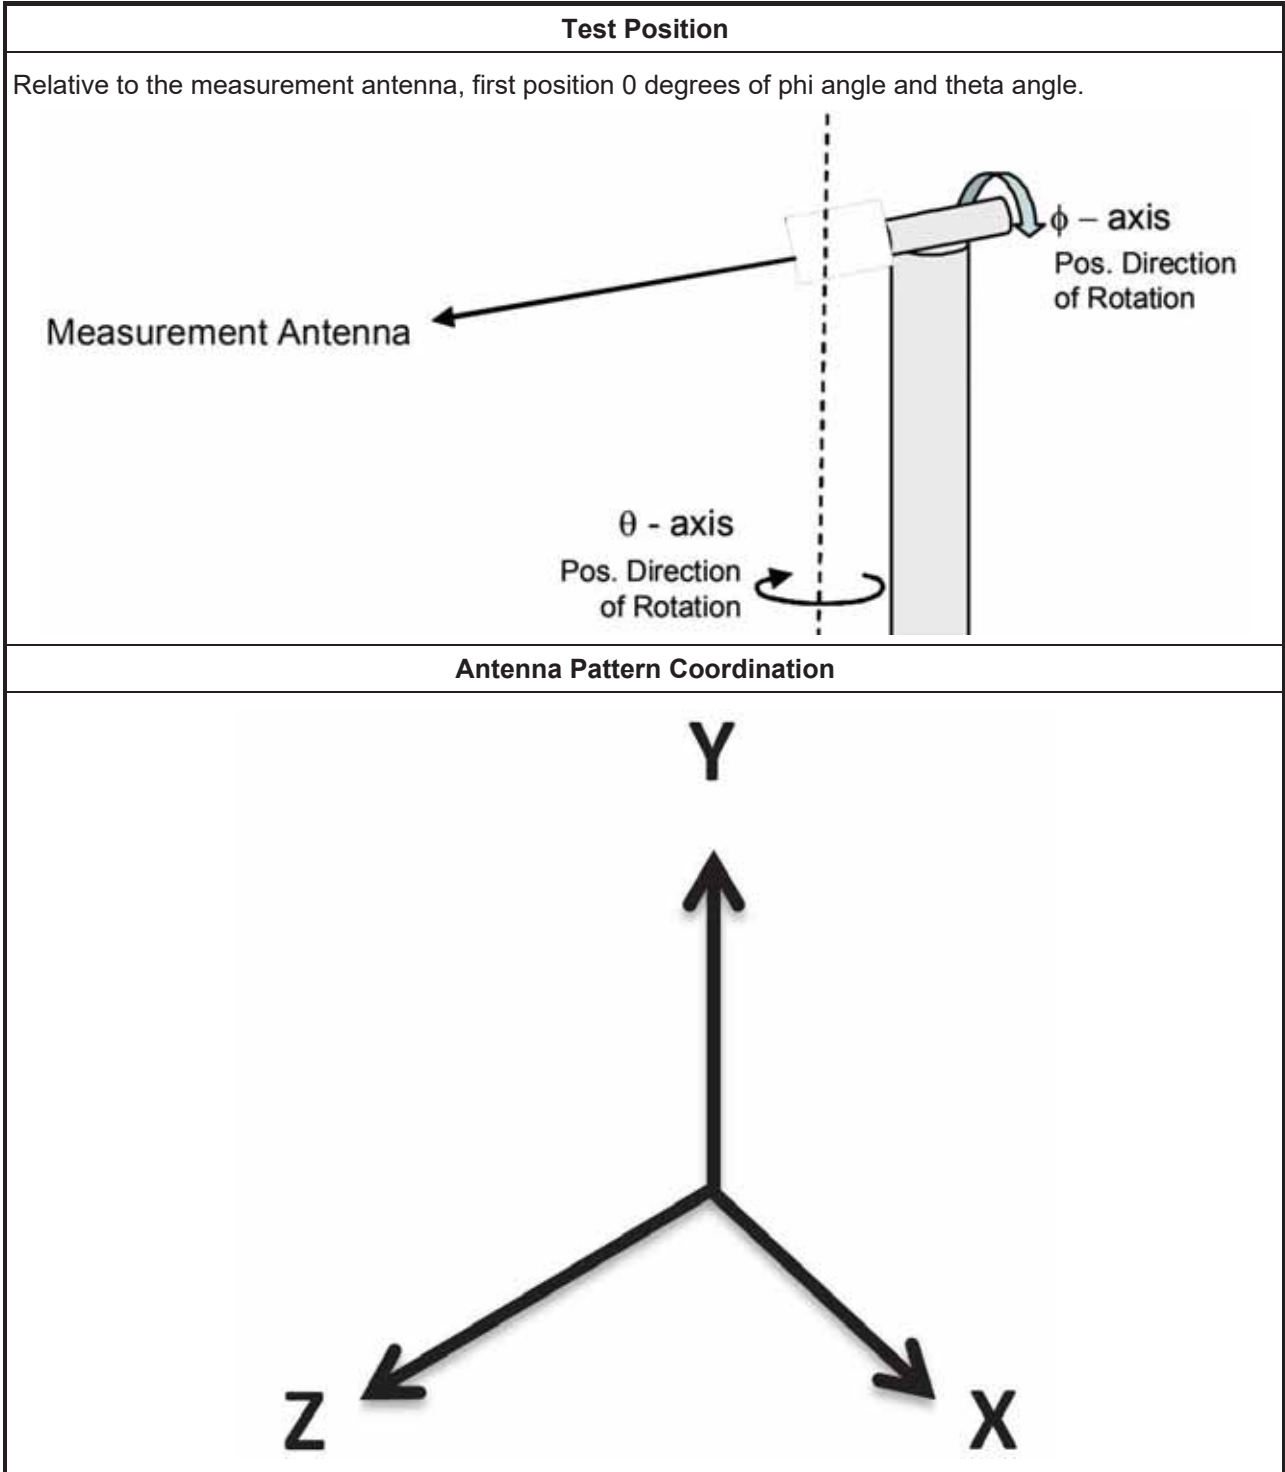 Test Position
Relative to the measurement antenna, first position 0 degrees of phi angle and theta angle.
ϕ – axis
Pos. Direction
of Rotation
Measurement Antenna
θ - axis
Pos. Direction
of Rotation
Antenna Pattern Coordination
Y
Z
X